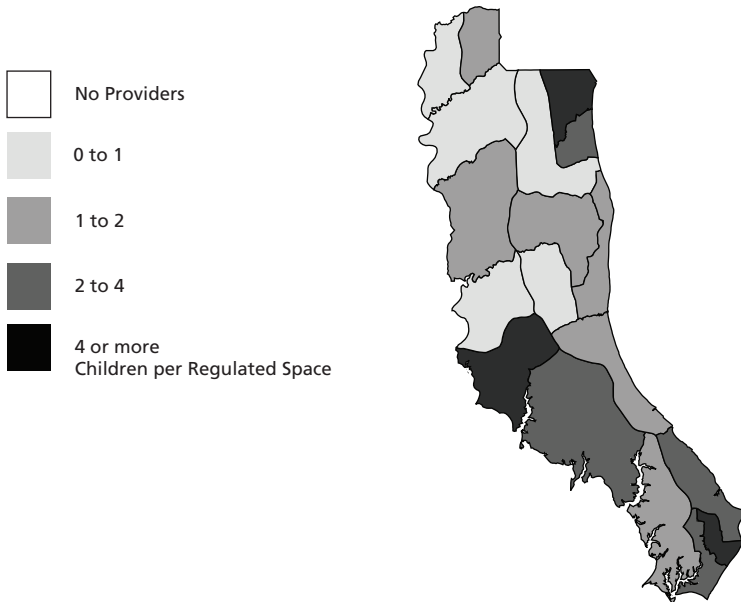 No Providers
0 to 1
1 to 2
2 to 4
4 or more
Children per Regulated Space